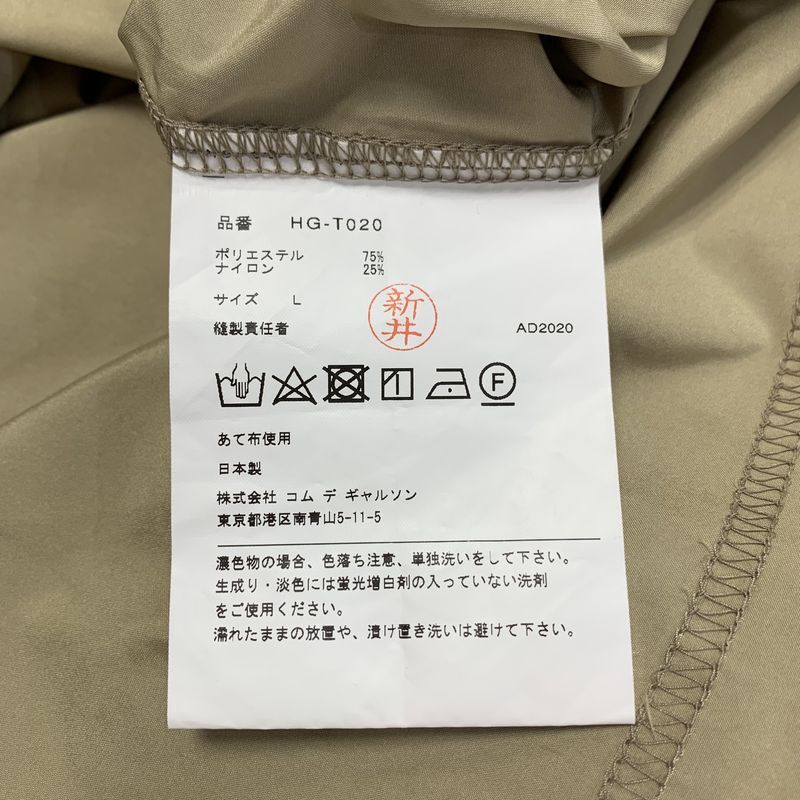 品番 HG-T020
ポリエステル 75%
ナイロン 25%
サイズ L
新井
縫製責任者 AD2020
F
あて布使用
日本製
株式会社 コム デ ギャルソン
東京都港区南青山5-11-5
濃色物の場合、色落ち注意、単独洗いをして下さい。
生成り・淡色には蛍光増白剤の入っていない洗剤
をご使用ください。
濡れたままの放置や、漬け置き洗いは避けて下さい。